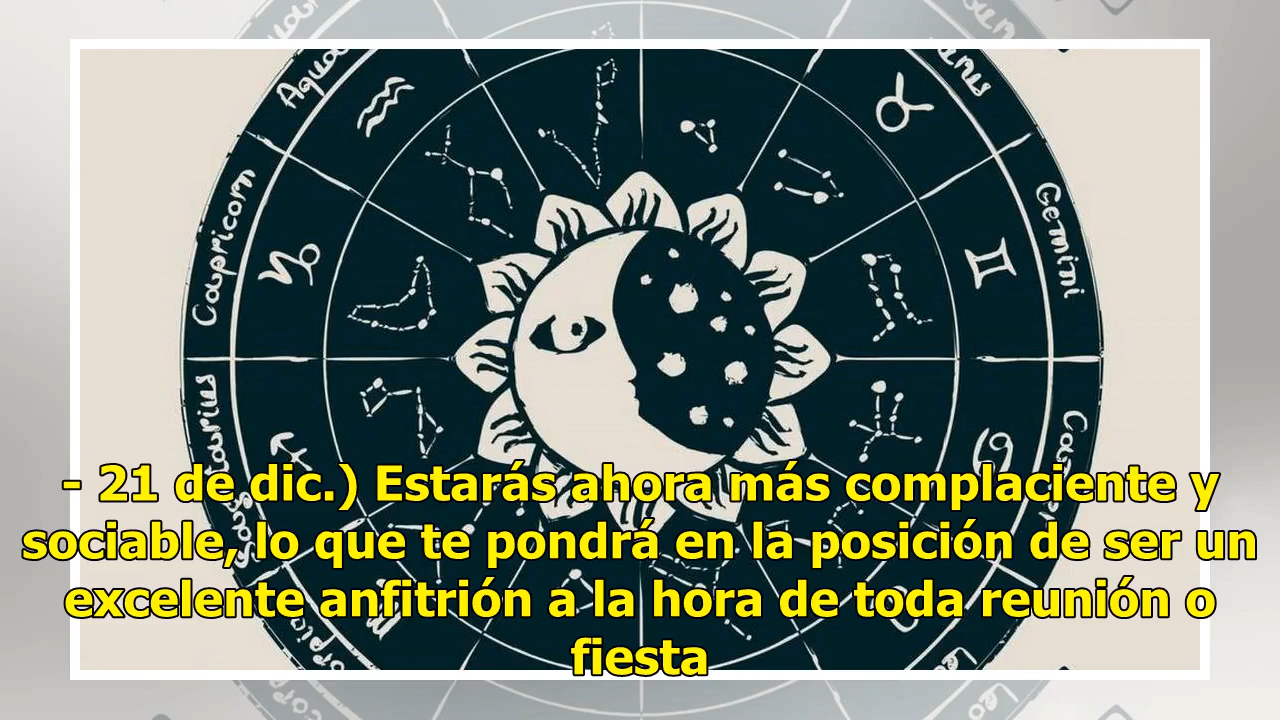 Aqua
Capricorn
Gemini
- 21 de dic.) Estarás ahora más complaciente y
sociable, lo que te pondrá en la posición de ser un
excelente anfitrión a la hora de toda reunión o
fiesta